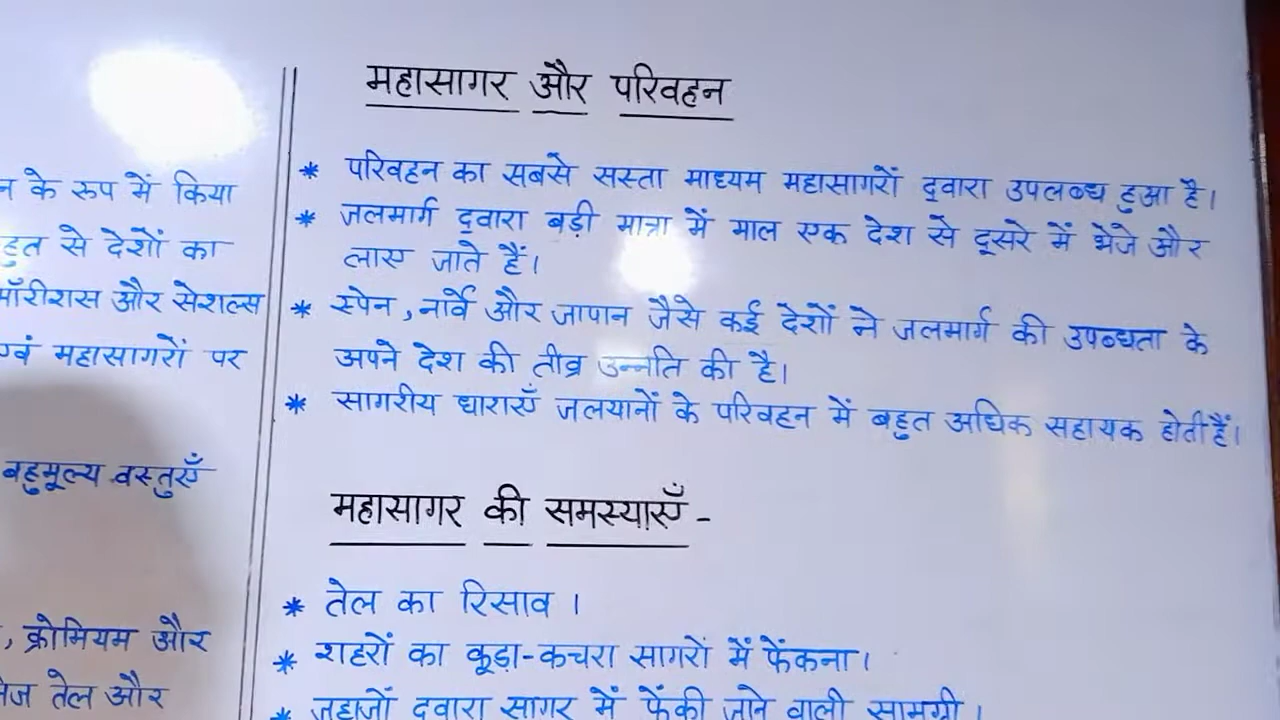 के रूप में किया
से देशों का
मॉरीशस और सेशल्स
एवं महासागरों पर
बहुमूल्य वस्तुएँ
, क्रोमियम और
तेल और
महासागर और परिवहन
* परिवहन का सबसे सस्ता माध्यम महासागरों द्वारा उपलब्ध हुआ है।
* जलमार्ग द्वारा बड़ी मात्रा में माल एक देश से दूसरे में भेजे और
लाए जाते हैं।
* स्पेन, नार्वे और जापान जैसे कई देशों ने जलमार्ग की उपब्धता के
अपने देश की तीव्र उन्नति की है।
* सागरीय धाराएँ जलयानों के परिवहन में बहुत अधिक सहायक होती हैं।
महासागर की समस्याएँ -
* तेल का रिसाव ।
* शहरों का कूड़ा-कचरा सागरों में फेंकना।
* जहाजों द्वारा सागर में फेंकी जाने वाली सामग्री ।